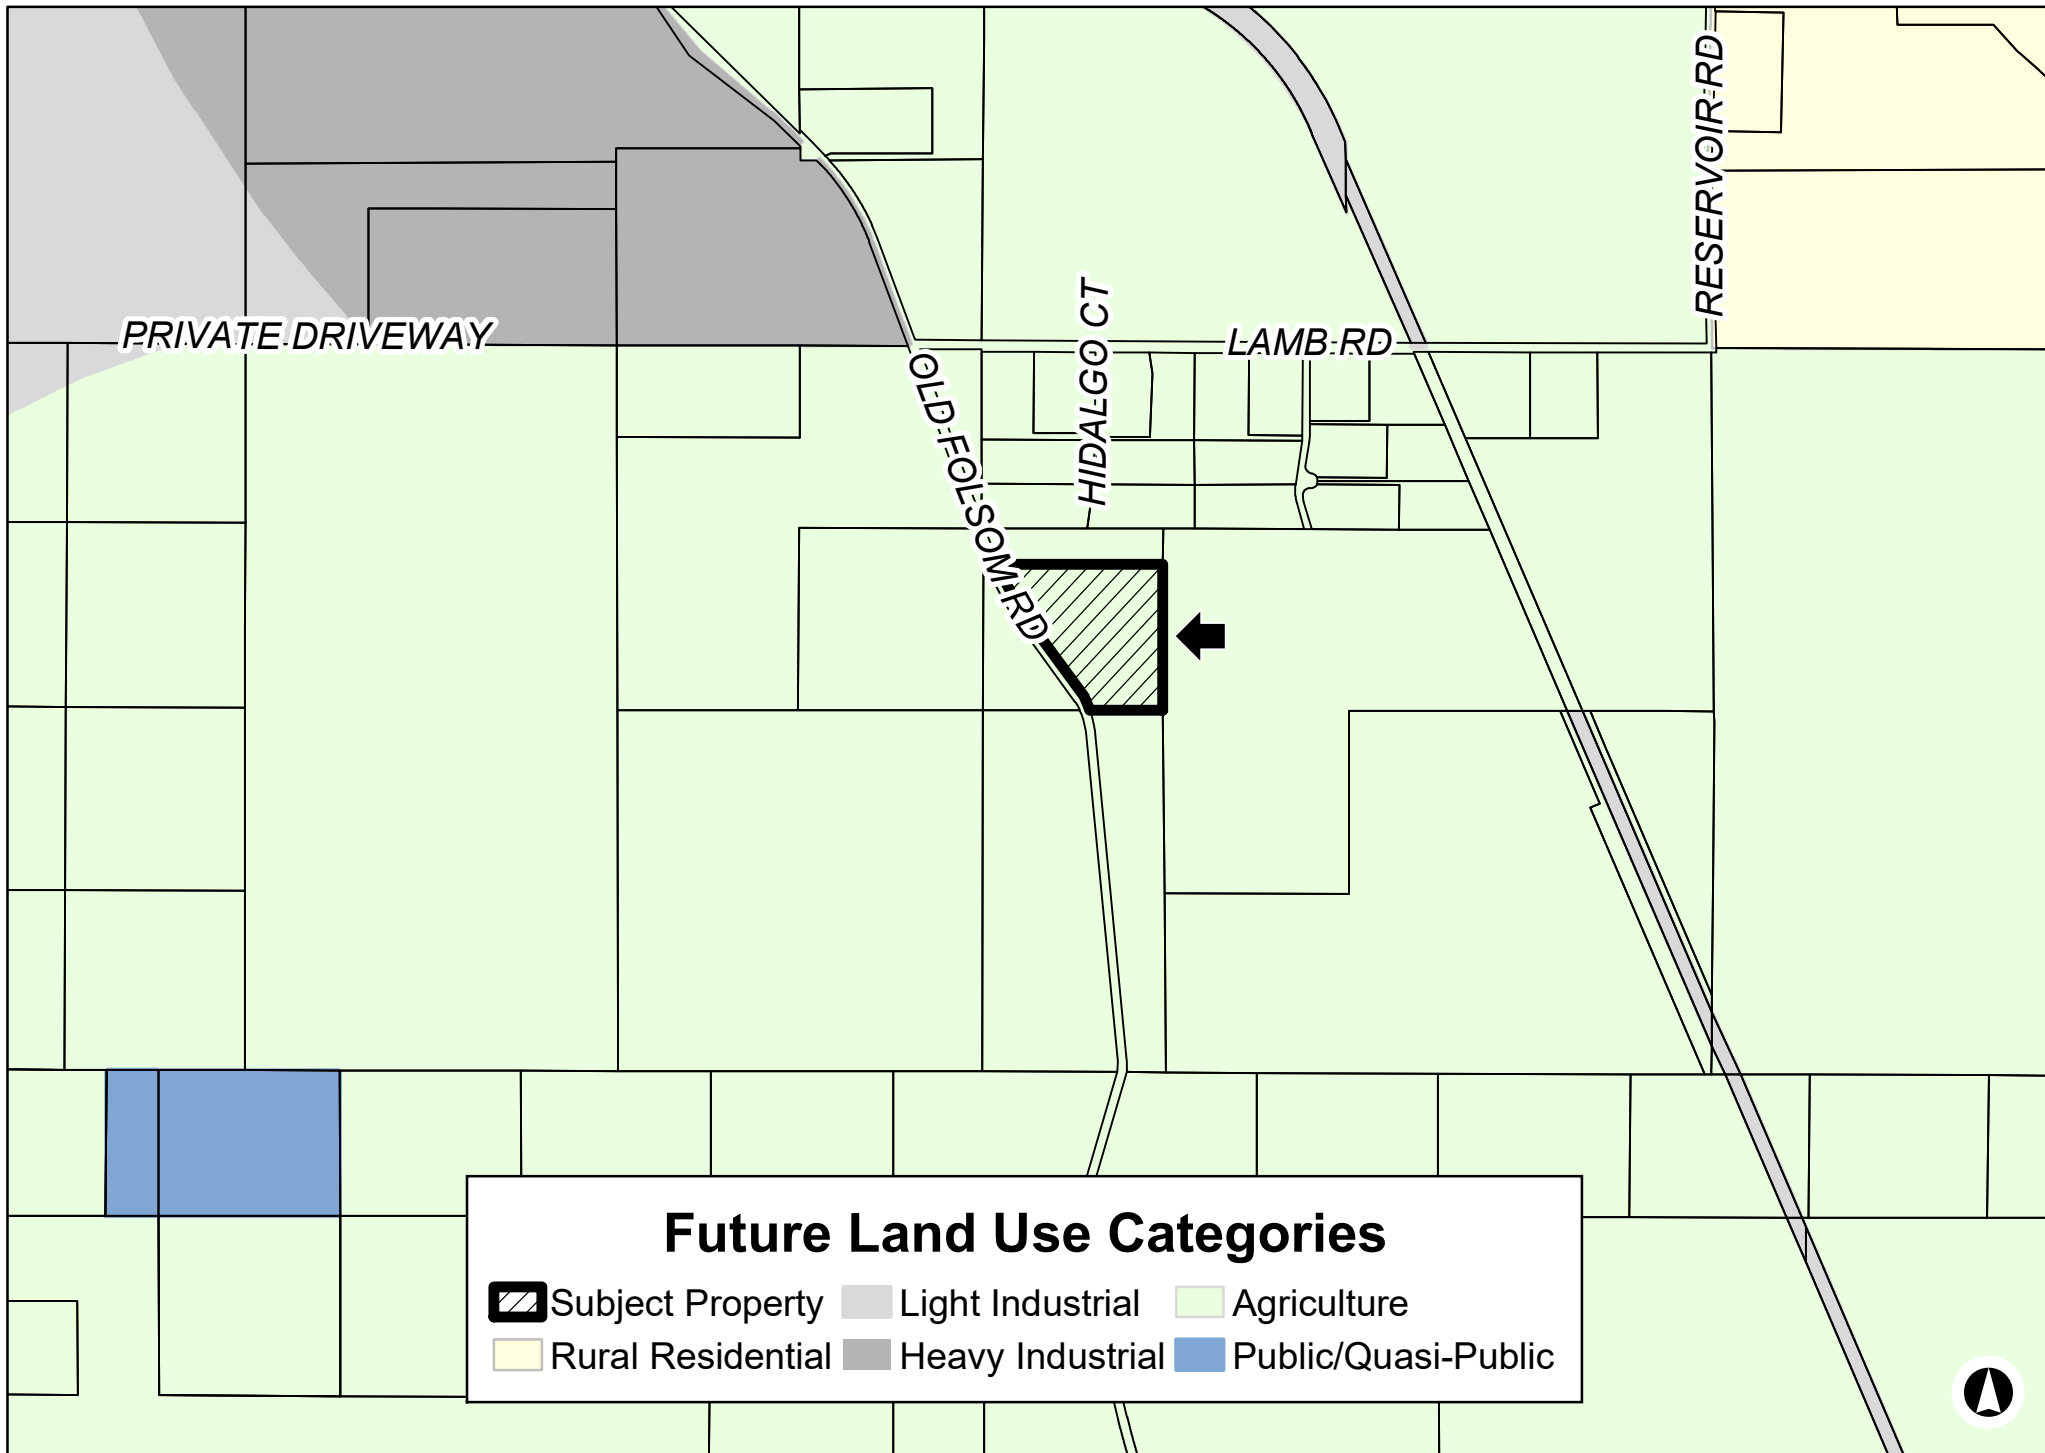 RESERVOIR RD
PRIVATE DRIVEWAY
HIDALGO CT
LAMB RD
OLD FOLSOM RD
Future Land Use Categories
Subject Property
Light Industrial
Agriculture
Rural Residential
Heavy Industrial
Public/Quasi-Public